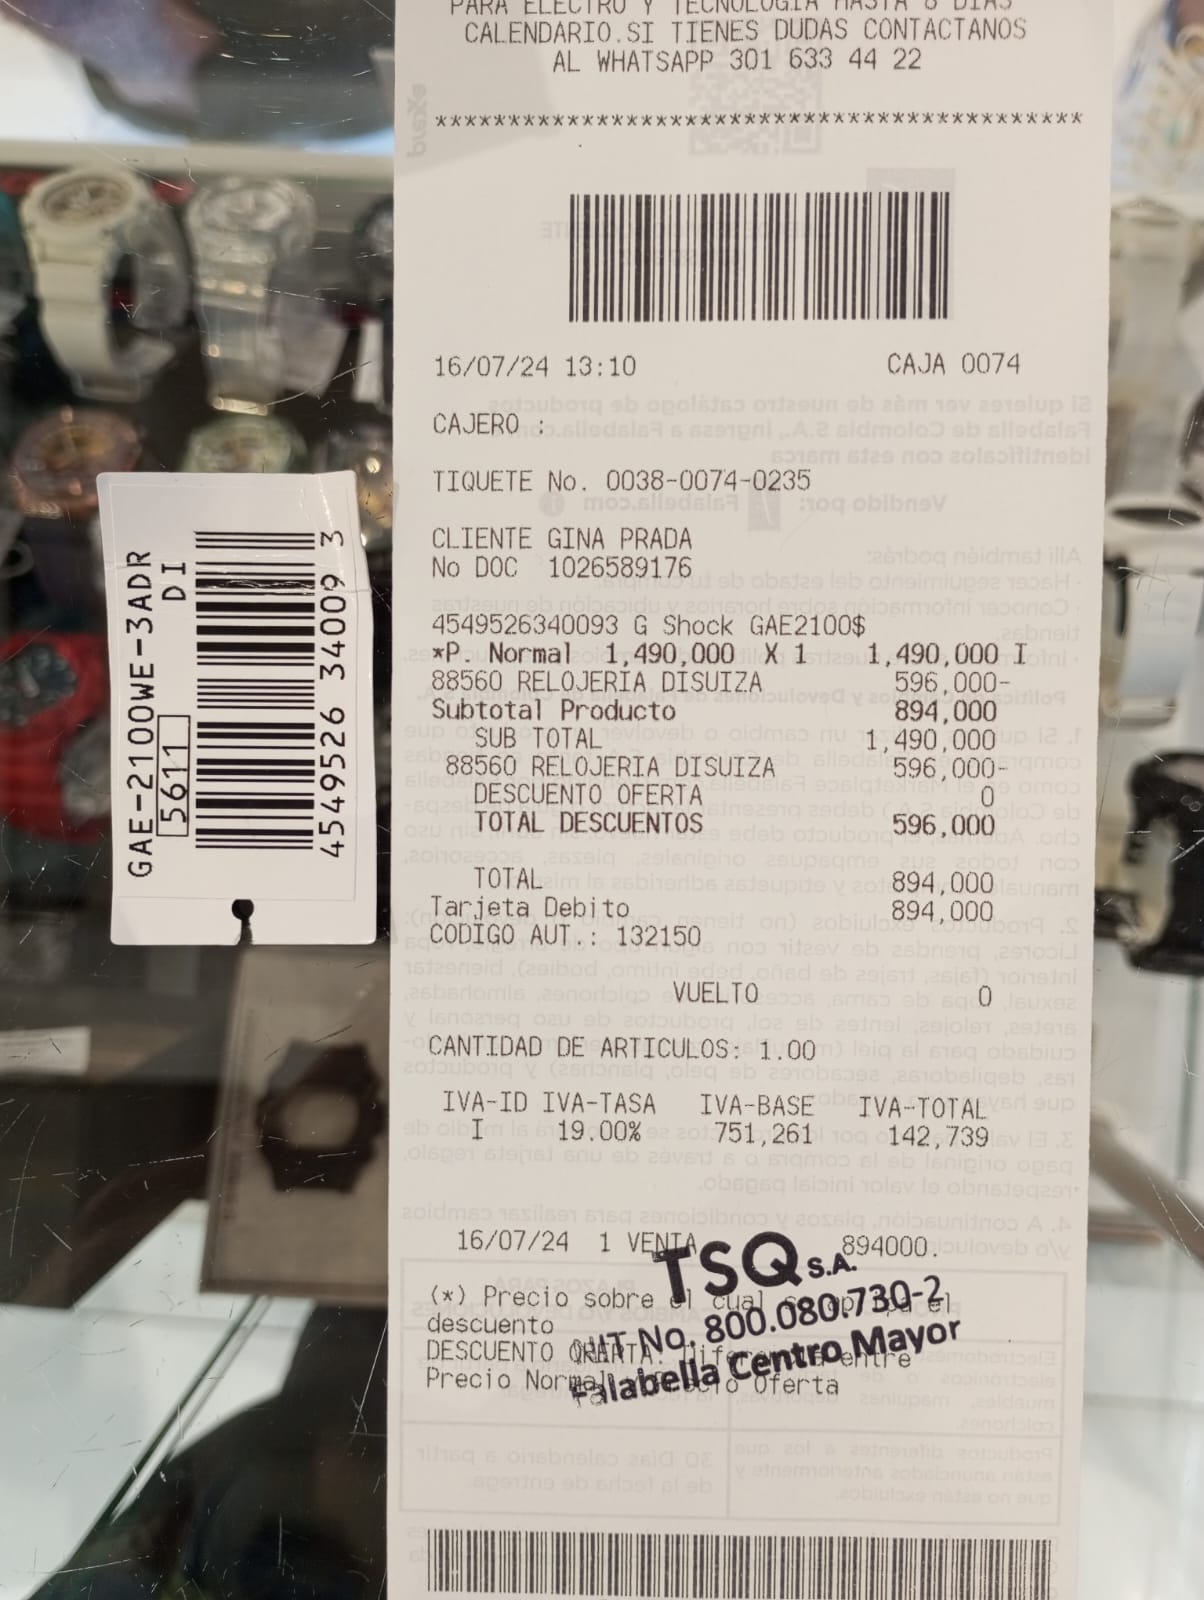 PARA ELECTRO Y TECNOLOGIA HASTA 8 DIAS
CALENDARIO.SI TIENES DUDAS CONTACTANOS
AL WHATSAPP 301 633 44 22
*********************************************
16/07/24 13:10 CAJA 0074
CAJERO :
TIQUETE No. 0038-0074-0235
CLIENTE GINA PRADA
No DOC 1026589176
4549526340093 G Shock GAE2100$
*P. Normal 1,490,000 X 1 1,490,000 I
88560 RELOJERIA DISUIZA 596,000-
Subtotal Producto 894,000
SUB TOTAL 1,490,000
88560 RELOJERIA DISUIZA 596,000-
DESCUENTO OFERTA 0
TOTAL DESCUENTOS 596,000
TOTAL 894,000
Tarjeta Debito 894,000
CODIGO AUT.: 132150
VUELTO 0
CANTIDAD DE ARTICULOS: 1.00
IVA-ID IVA-TASA IVA-BASE IVA-TOTAL
I 19.00% 751,261 142,739
16/07/24 1 VENTA 894000.
(*) Precio sobre el cual el
descuento
DESCUENTO entre
Precio Oferta
TSQ S.A.
NIT No. 800.080.730-2
Falabella Centro Mayor
GAE-2100WE-3ADR
DI
5611
4549526 34009 3